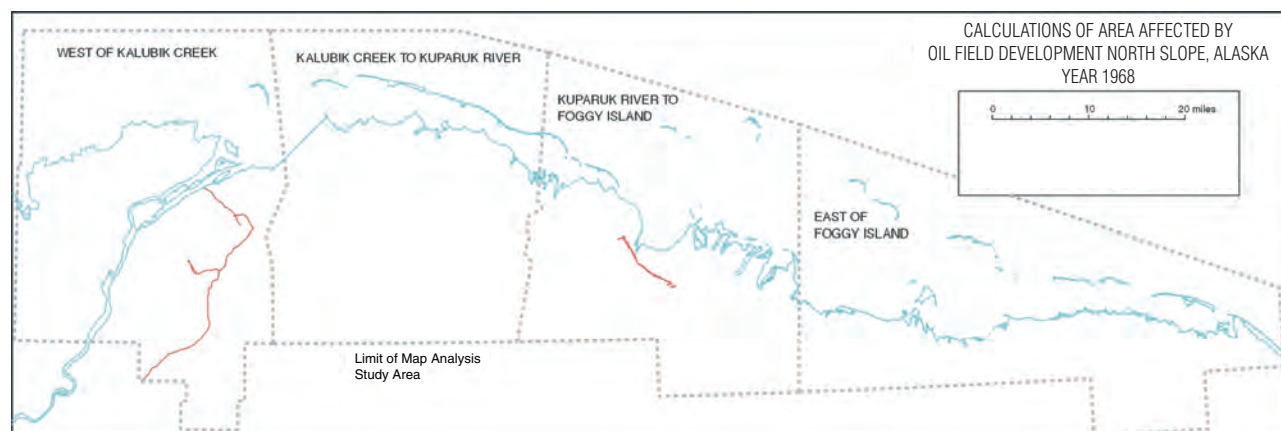 CALCULATIONS OF AREA AFFECTED BY
OIL FIELD DEVELOPMENT NORTH SLOPE, ALASKA
YEAR 1968
0 10 20 miles
WEST OF KALUBIK CREEK
KALUBIK CREEK TO KUPARUK RIVER
KUPARUK RIVER TO
FOGGY ISLAND
EAST OF
FOGGY ISLAND
Limit of Map Analysis
Study Area